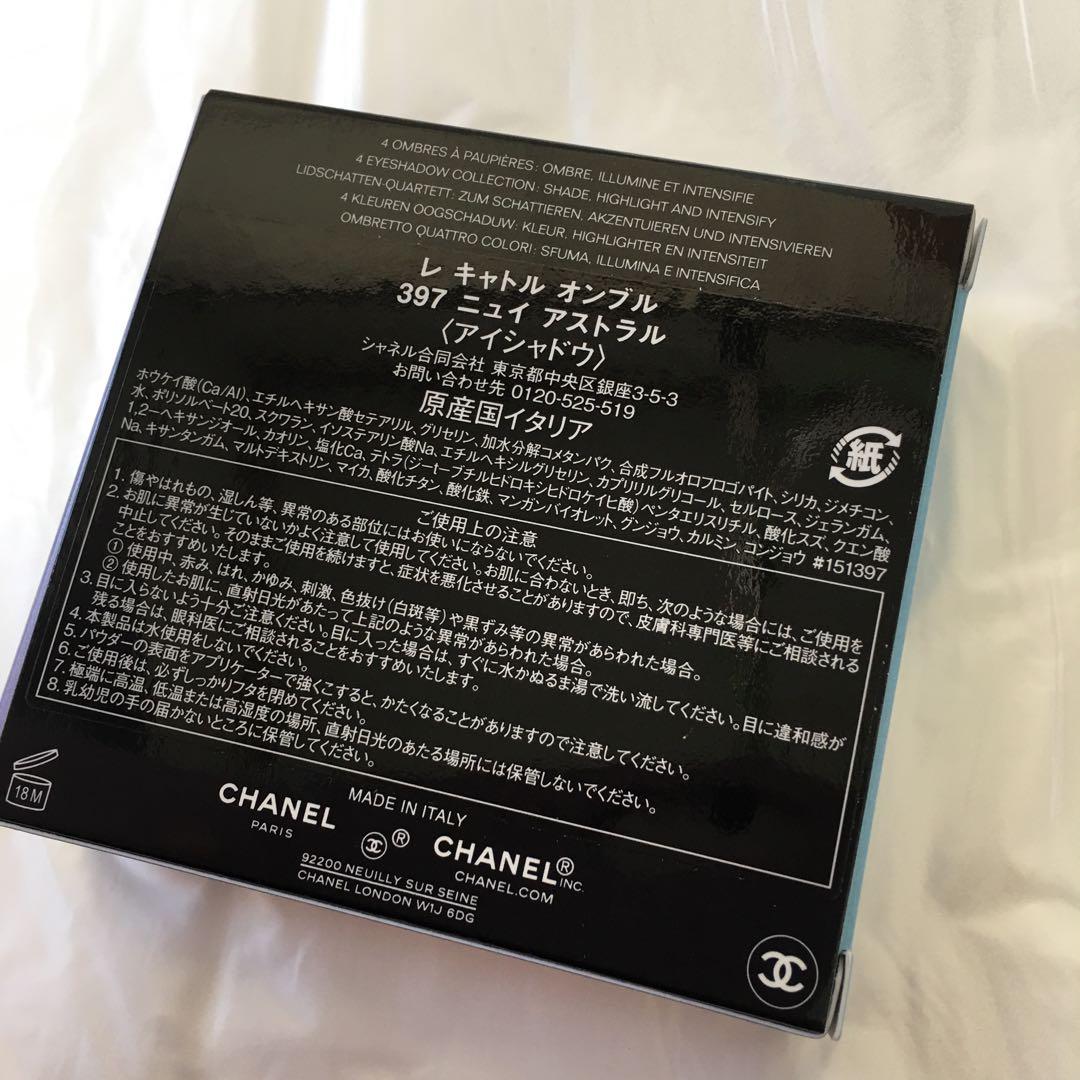 4 OMBRES À PAUPIÈRES : OMBRE, ILLUMINE ET INTENSIFIE
4 EYESHADOW COLLECTION : SHADE, HIGHLIGHT AND INTENSIFY
LIDSCHATTEN-QUARTETT : ZUM SCHATTIEREN, AKZENTUIEREN UND INTENSIVIEREN
4 KLEUREN OOGSCHADUW : KLEUR, HIGHLIGHTER EN INTENSITEIT
OMBRETTO QUATTRO COLORI : SFUMA, ILLUMINA E INTENSIFICA
レ キャトル オンブル
397 ニュイ アストラル
〈アイシャドウ〉
シャネル合同会社 東京都中央区銀座3-5-3
お問い合わせ先 0120-525-519
原産国イタリア
ホウケイ酸(Ca/Al)、エチルヘキサン酸セテアリル、グリセリン、加水分解コメタンパク、合成フルオロフロゴパイト、シリカ、ジメチコン、
水、ポリソルベート20、スクワラン、イソステアリン酸Na、エチルヘキシルグリセリン、カプリリルグリコール、セルロース、ジェランガム、
1,2－ヘキサンジオール、カオリン、塩化Ca、テトラ(ジーtーブチルヒドロキシヒドロケイヒ酸)ペンタエリスリチル、酸化スズ、クエン酸
Na、キサンタンガム、マルトデキストリン、マイカ、酸化チタン、酸化鉄、マンガンバイオレット、グンジョウ、カルミン、コンジョウ #151397
紙
ご使用上の注意
1. 傷やはれもの、湿しん等、異常のある部位にはお使いにならないでください。
2. お肌に異常が生じていないかよく注意して使用してください。お肌に合わないとき、即ち、次のような場合には、ご使用を
中止してください。そのままご使用を続けますと、症状を悪化させることがありますので、皮膚科専門医等にご相談される
ことをおすすめいたします。
① 使用中、赤み、はれ、かゆみ、刺激、色抜け(白斑等)や黒ずみ等の異常があらわれた場合。
② 使用したお肌に、直射日光があたって上記のような異常があらわれた場合。
3. 目に入らないよう十分ご注意ください。目に入った場合は、すぐに水かぬるま湯で洗い流してください。目に違和感が
残る場合は、眼科医にご相談されることをおすすめいたします。
4. 本製品は水使用をしないでください。
5. パウダーの表面をアプリケーターで強くこすると、かたくなることがありますので注意してください。
6. ご使用後は、必ずしっかりフタを閉めてください。
7. 極端に高温、低温または高湿度の場所、直射日光のあたる場所には保管しないでください。
8. 乳幼児の手の届かないところに保管してください。
18 M
MADE IN ITALY
CHANEL
PARIS
®
CHANEL®
INC.
CHANEL.COM
92200 NEUILLY SUR SEINE
CHANEL LONDON W1J 6DG